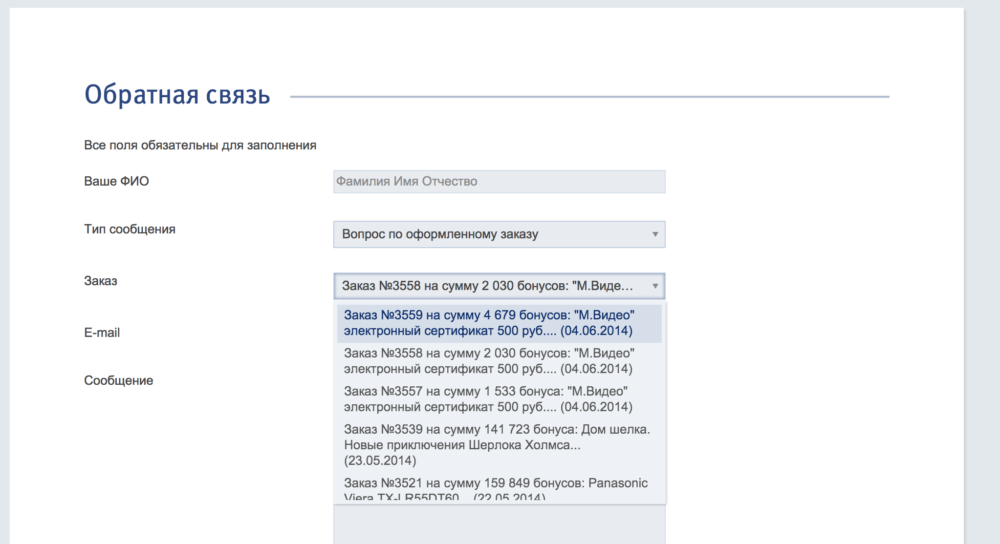 Обратная связь
Все поля обязательны для заполнения
Ваше ФИО
Фамилия Имя Отчество
Тип сообщения
Вопрос по оформленному заказу
Заказ
Заказ №3558 на сумму 2 030 бонусов: "М.Виде…
Заказ №3559 на сумму 4 679 бонусов: "М.Видео"
электронный сертификат 500 руб.... (04.06.2014)
E-mail
Заказ №3558 на сумму 2 030 бонусов: "М.Видео"
электронный сертификат 500 руб.... (04.06.2014)
Сообщение
Заказ №3557 на сумму 1 533 бонуса: "М.Видео"
электронный сертификат 500 руб.... (04.06.2014)
Заказ №3539 на сумму 141 723 бонуса: Дом шелка.
Новые приключения Шерлока Холмса...
(23.05.2014)
Заказ №3521 на сумму 159 849 бонусов: Panasonic
Viera TX-LR55DT60... (22.05.2014)